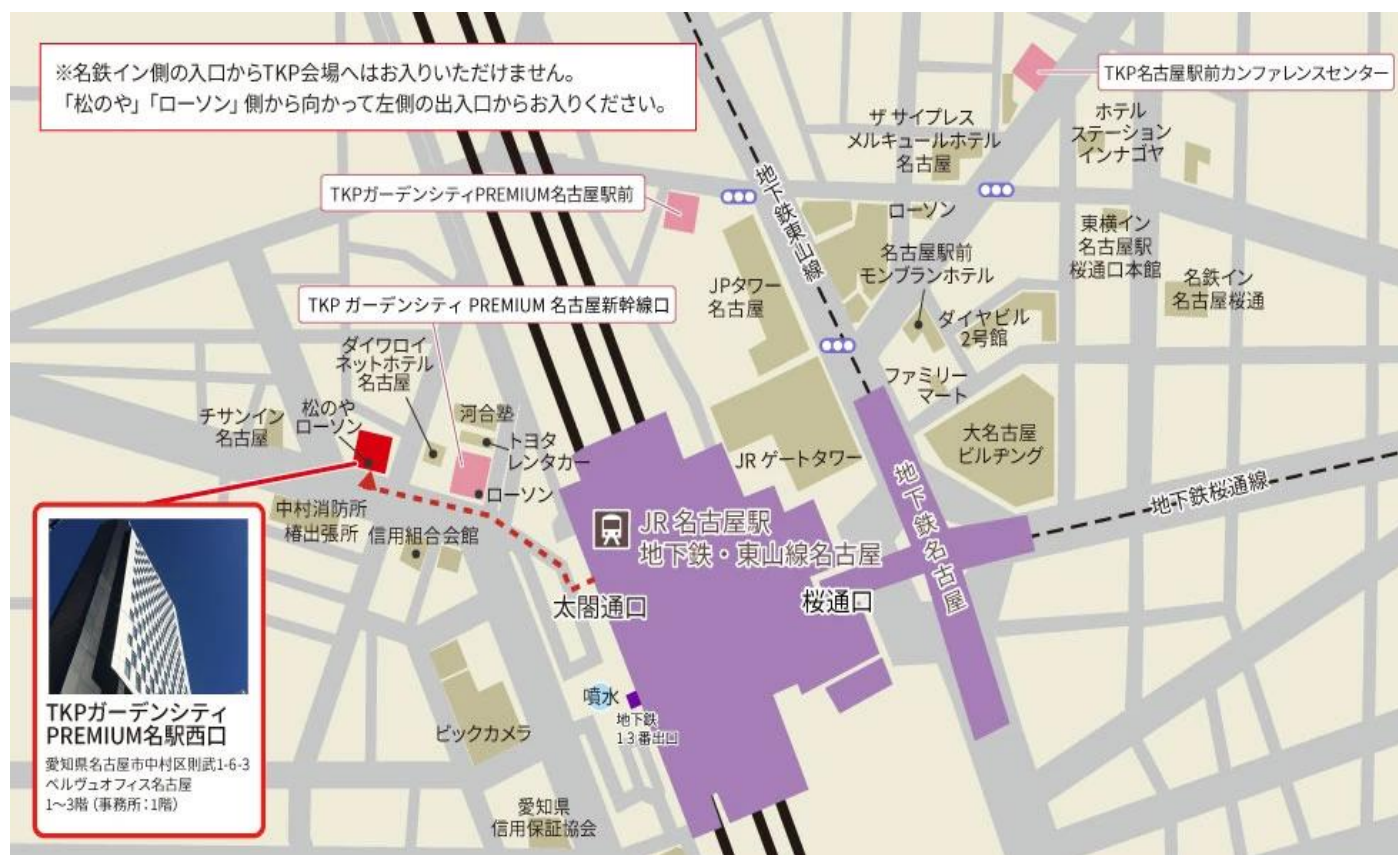 ※名鉄イン側の入口からTKP会場へはお入りいただけません。
「松のや」「ローソン」側から向かって左側の出入口からお入りください。
TKP名古屋駅前カンファレンスセンター
ザ サイプレス
メルキュールホテル
名古屋
ホテル
ステーション
インナゴヤ
TKPガーデンシティPREMIUM名古屋駅前
地下鉄東山線
ローソン
東横イン
名古屋駅
桜通口本館
名古屋駅前
モンブランホテル
JPタワー
名古屋
名鉄イン
名古屋桜通
TKP ガーデンシティ PREMIUM 名古屋新幹線口
ダイヤビル
2号館
ダイワロイ
ネットホテル
名古屋
ファミリー
マート
チサンイン
名古屋
松のや
ローソン
河合塾
トヨタ
レンタカー
大名古屋
ビルヂング
JR ゲートタワー
ローソン
地下鉄桜通線
中村消防所
椿出張所
信用組合会館
JR 名古屋駅
地下鉄・東山線名古屋
地下鉄名古屋
太閤通口
桜通口
噴水
地下鉄
13番出口
ビックカメラ
愛知県
信用保証協会
TKPガーデンシティ
PREMIUM名駅西口
愛知県名古屋市中村区則武1-6-3
ベルヴュオフィス名古屋
1～3階（事務所：1階）